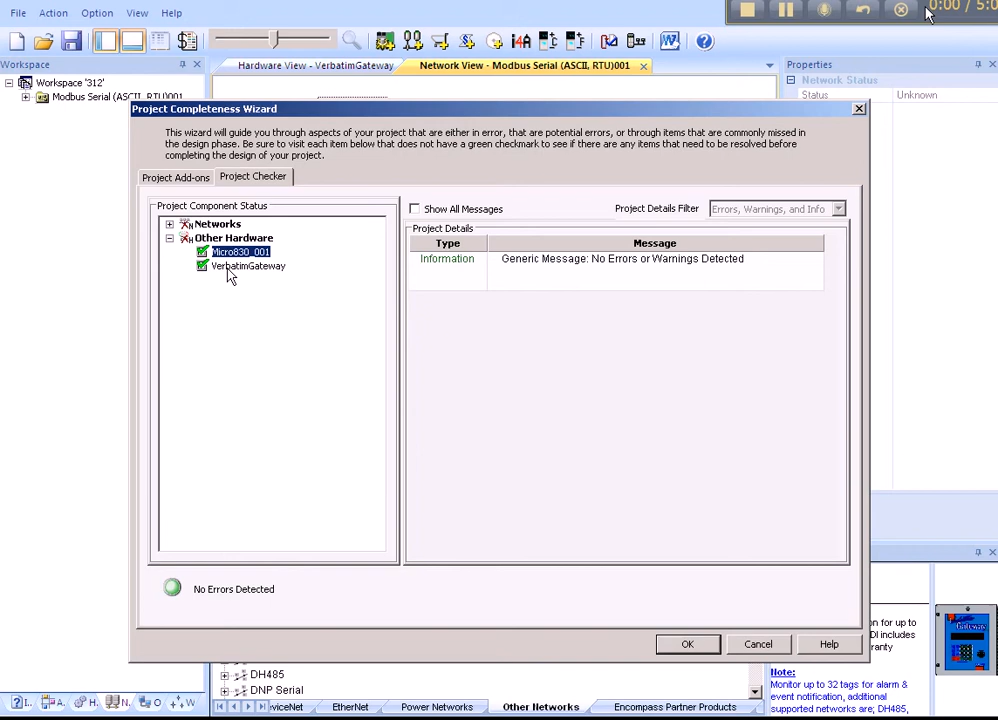 File Action Option View Help
0:00 / 5:0
Workspace
Hardware View - VerbatimGateway
Network View - Modbus Serial (ASCII, RTU)001
Properties
Workspace '312'
Modbus Serial (ASCII, RTU)001
Network Status
Status Unknown
Project Completeness Wizard
This wizard will guide you through aspects of your project that are either in error, that are potential errors, or through items that are commonly missed in
the design phase. Be sure to visit each item below that does not have a green checkmark to see if there are any items that need to be resolved before
completing the design of your project.
Project Add-ons Project Checker
Project Component Status
Networks
Other Hardware
Micro830_001
VerbatimGateway
Show All Messages
Project Details Filter
Errors, Warnings, and Info
Project Details
Type Message
Information Generic Message: No Errors or Warnings Detected
No Errors Detected
OK Cancel Help
on for up to
DI includes
rranty
Note:
Monitor up to 32 tags for alarm &
event notification, additional
supported networks are; DH485,
DH485
DNP Serial
viceNet EtherNet Power Networks Other Networks Encompass Partner Products
I.. A. H. N. O W